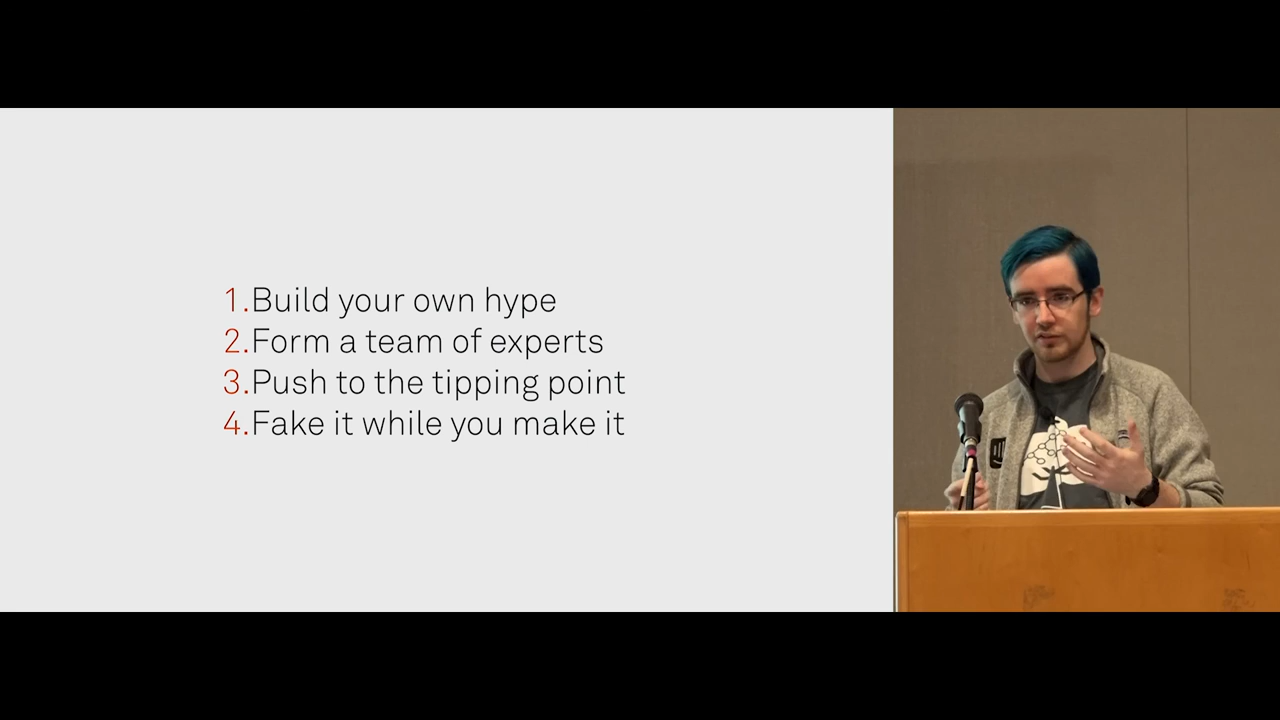 1.Build your own hype
2.Form a team of experts
3.Push to the tipping point
4.Fake it while you make it